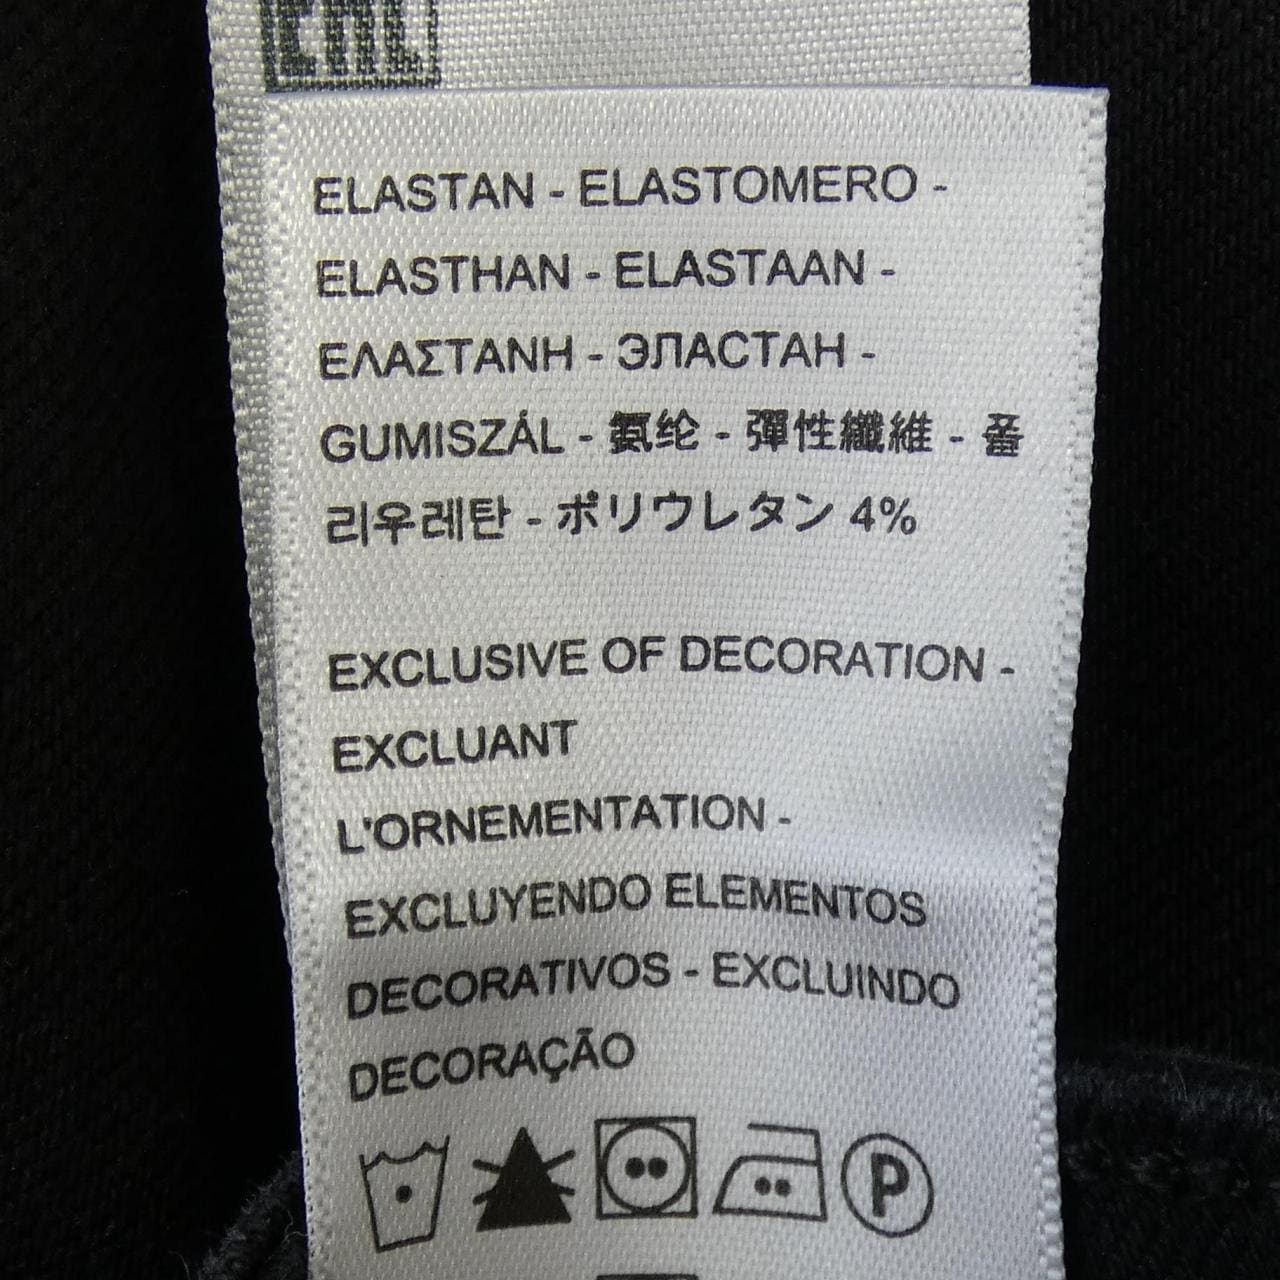 EAC
ELASTAN - ELASTOMERO -
ELASTHAN - ELASTAAN -
ΕΛΑΣΤΑΝΗ - ЭЛАСТАН -
GUMISZÁL - 氨纶 - 彈性纖維 - 폴
리우레탄 - ポリウレタン 4%
EXCLUSIVE OF DECORATION -
EXCLUANT
L'ORNEMENTATION -
EXCLUYENDO ELEMENTOS
DECORATIVOS - EXCLUINDO
DECORAÇÃO
P